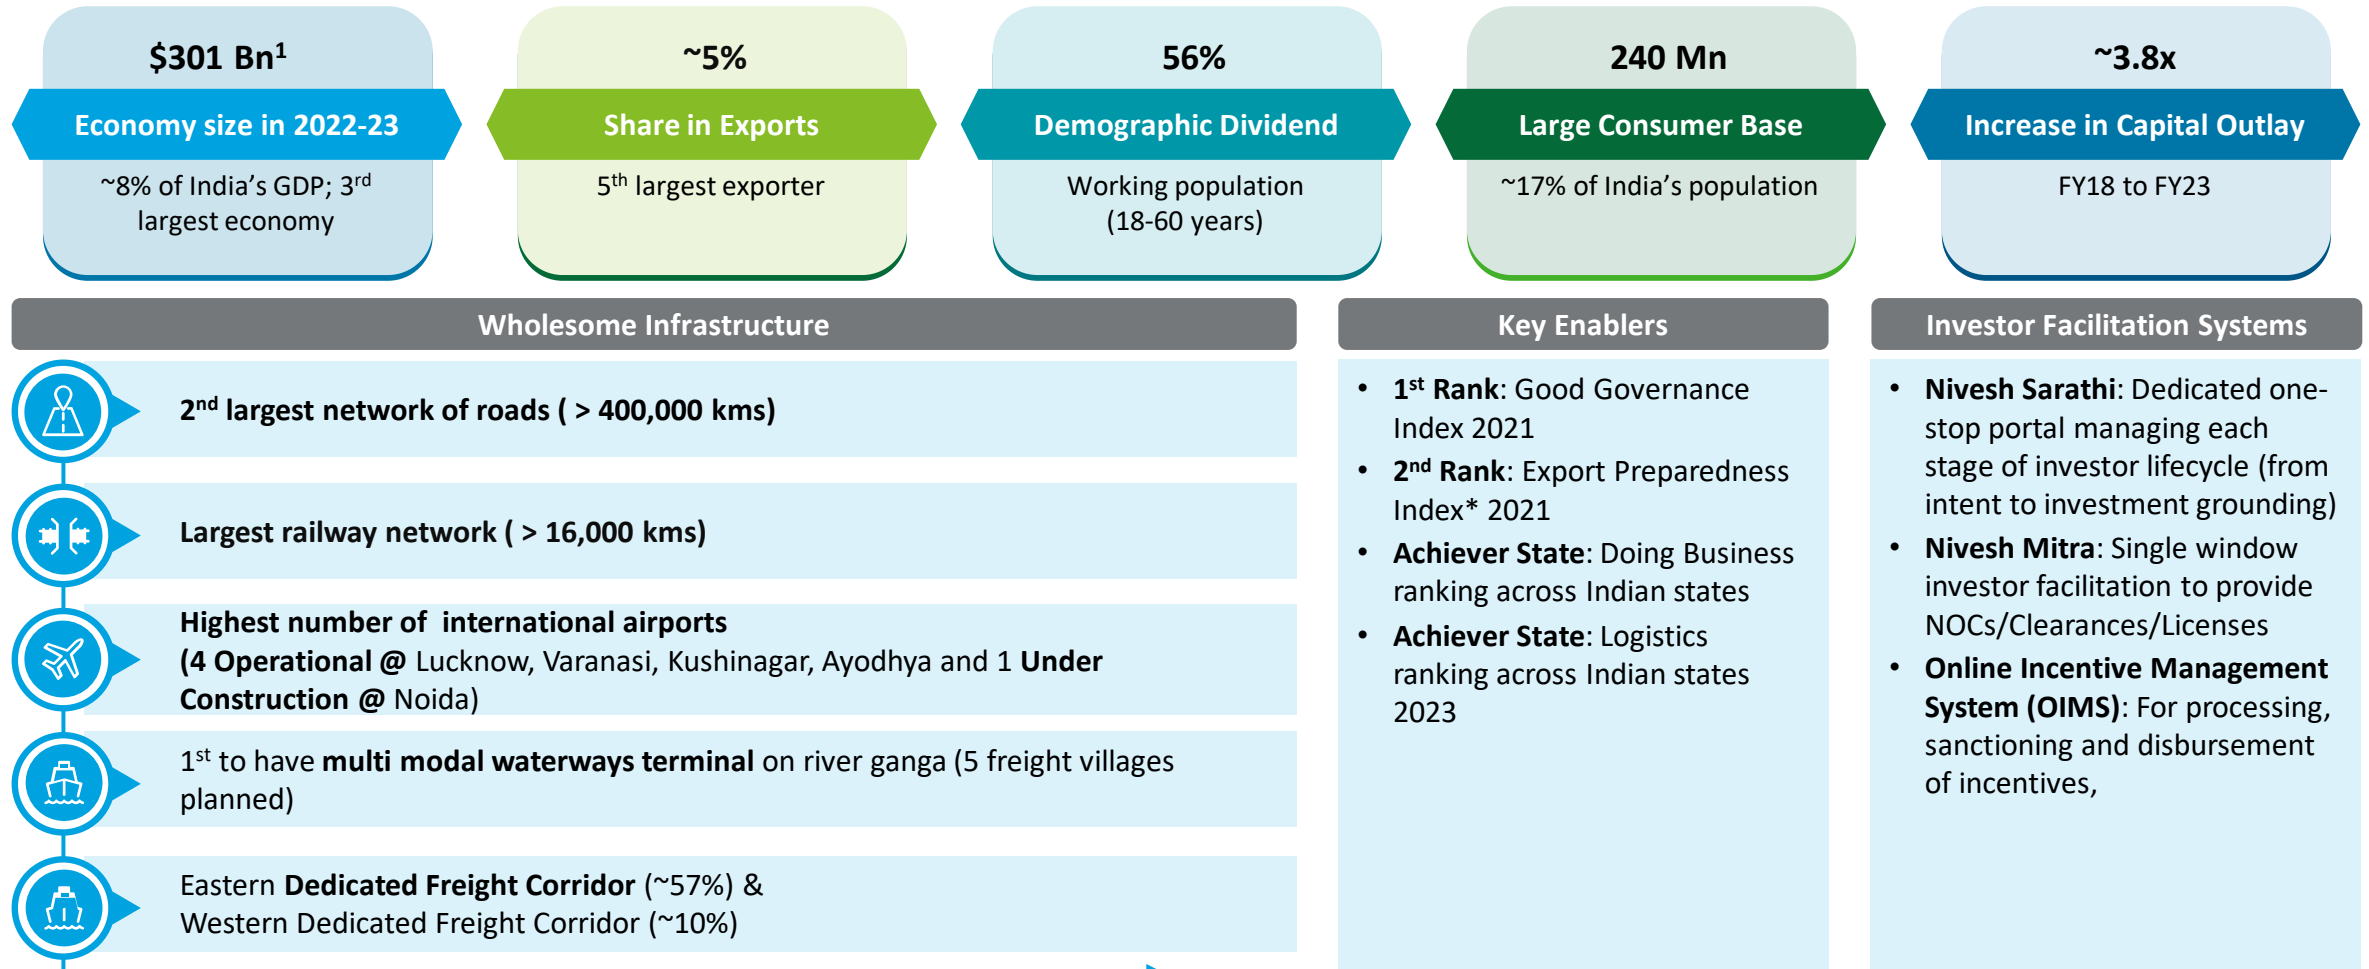 $301 Bn¹
Economy size in 2022-23
~8% of India's GDP; 3rd
largest economy
~5%
Share in Exports
5th largest exporter
56%
Demographic Dividend
Working population
(18-60 years)
240 Mn
Large Consumer Base
~17% of India's population
~3.8x
Increase in Capital Outlay
FY18 to FY23
Wholesome Infrastructure
2nd largest network of roads ( > 400,000 kms)
Largest railway network ( > 16,000 kms)
Highest number of international airports
(4 Operational @ Lucknow, Varanasi, Kushinagar, Ayodhya and 1 Under
Construction @ Noida)
1st to have multi modal waterways terminal on river ganga (5 freight villages
planned)
Eastern Dedicated Freight Corridor (~57%) &
Western Dedicated Freight Corridor (~10%)
Key Enablers
• 1st Rank: Good Governance
Index 2021
• 2nd Rank: Export Preparedness
Index* 2021
• Achiever State: Doing Business
ranking across Indian states
• Achiever State: Logistics
ranking across Indian states
2023
Investor Facilitation Systems
• Nivesh Sarathi: Dedicated one-
stop portal managing each
stage of investor lifecycle (from
intent to investment grounding)
• Nivesh Mitra: Single window
investor facilitation to provide
NOCs/Clearances/Licenses
• Online Incentive Management
System (OIMS): For processing,
sanctioning and disbursement
of incentives,